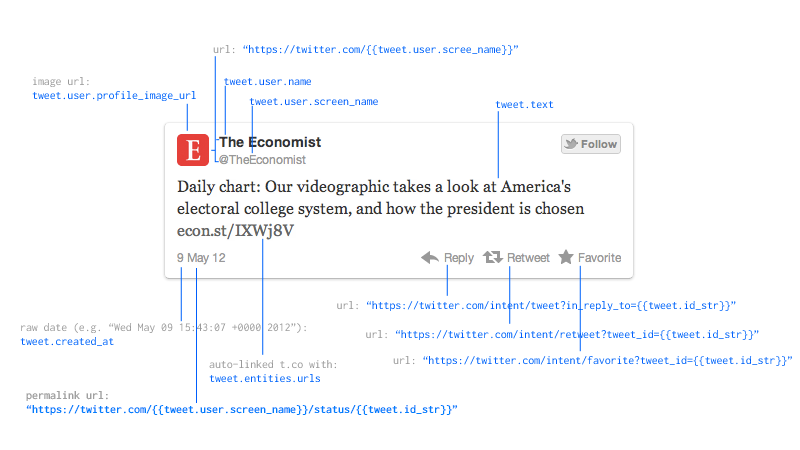 url: “https://twitter.com/{{tweet.user.scree_name}}”
image url:
tweet.user.profile_image_url
tweet.user.name
tweet.user.screen_name
tweet.text
E
The Economist
@TheEconomist
Follow
Daily chart: Our videographic takes a look at America's
electoral college system, and how the president is chosen
econ.st/IXWj8V
9 May 12
Reply
Retweet
Favorite
url: “https://twitter.com/intent/tweet?in_reply_to={{tweet.id_str}}”
raw date (e.g. “Wed May 09 15:43:07 +0000 2012”):
tweet.created_at
url: “https://twitter.com/intent/retweet?tweet_id={{tweet.id_str}}”
auto-linked t.co with:
tweet.entities.urls
url: “https://twitter.com/intent/favorite?tweet_id={{tweet.id_str}}”
permalink url:
“https://twitter.com/{{tweet.user.screen_name}}/status/{{tweet.id_str}}”